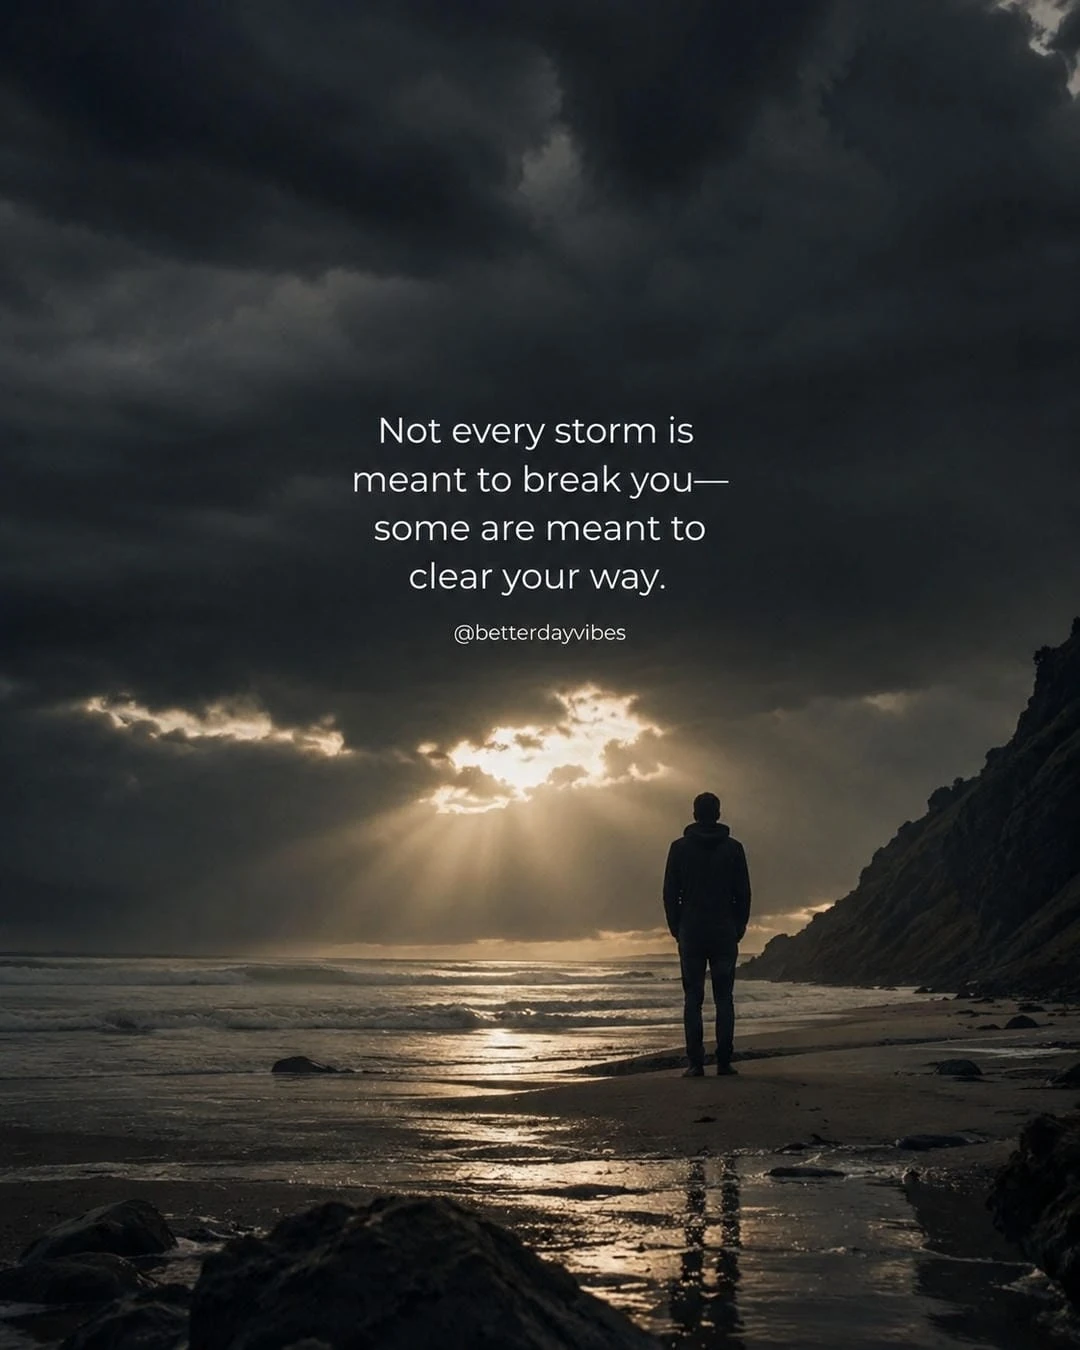 Not every storm is
meant to break you—
some are meant to
clear your way.
@betterdayvibes